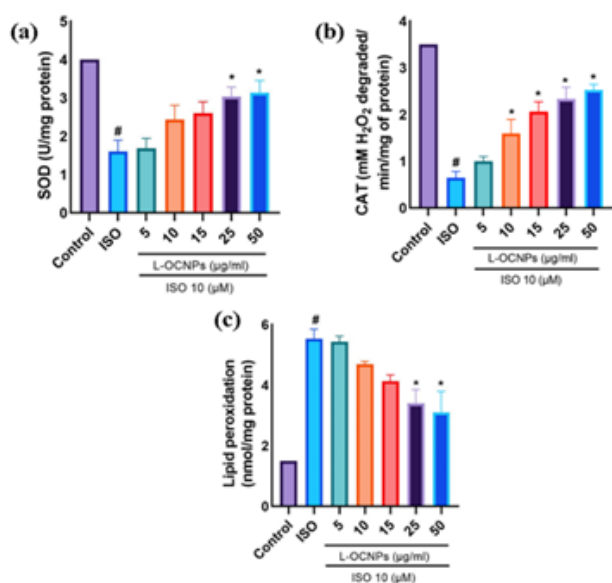 (a)
SOD (U/mg protein)
5
4
3
2
1
0
#
*
*
Control
ISO
5
10
15
25
50
L-OCNPs (µg/ml)
ISO 10 (µM)
(b)
CAT (mM H₂O₂ degraded/
min/mg of protein)
4
3
2
1
0
#
*
*
*
*
Control
ISO
5
10
15
25
50
L-OCNPs (µg/ml)
ISO 10 (µM)
(c)
Lipid peroxidation
(nmol/mg protein)
6
4
2
0
#
*
*
Control
ISO
5
10
15
25
50
L-OCNPs (µg/ml)
ISO 10 (µM)